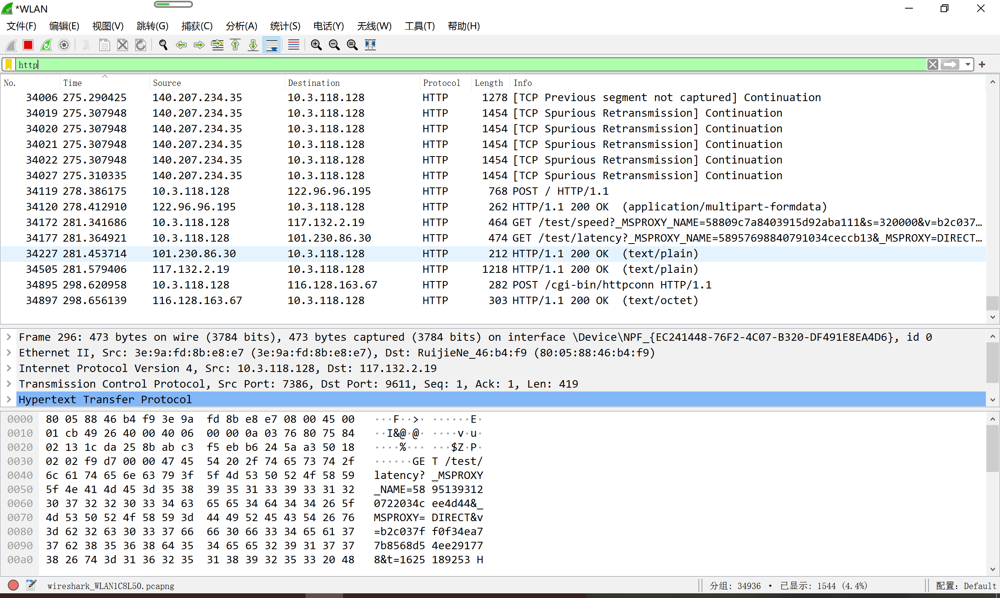 *WLAN
文件(F) 编辑(E) 视图(V) 跳转(G) 捕获(C) 分析(A) 统计(S) 电话(Y) 无线(W) 工具(T) 帮助(H)
http
No. Time Source Destination Protocol Length Info
34006 275.290425 140.207.234.35 10.3.118.128 HTTP 1278 [TCP Previous segment not captured] Continuation
34019 275.307948 140.207.234.35 10.3.118.128 HTTP 1454 [TCP Spurious Retransmission] Continuation
34020 275.307948 140.207.234.35 10.3.118.128 HTTP 1454 [TCP Spurious Retransmission] Continuation
34021 275.307948 140.207.234.35 10.3.118.128 HTTP 1454 [TCP Spurious Retransmission] Continuation
34022 275.307948 140.207.234.35 10.3.118.128 HTTP 1454 [TCP Spurious Retransmission] Continuation
34027 275.310335 140.207.234.35 10.3.118.128 HTTP 1454 [TCP Spurious Retransmission] Continuation
34119 278.386175 10.3.118.128 122.96.96.195 HTTP 768 POST / HTTP/1.1
34120 278.412910 122.96.96.195 10.3.118.128 HTTP 262 HTTP/1.1 200 OK  (application/multipart-formdata)
34172 281.341686 10.3.118.128 117.132.2.19 HTTP 464 GET /test/speed?_MSPROXY_NAME=58809c7a8403915d92aba111&s=320000&v=b2c037…
34177 281.364921 10.3.118.128 101.230.86.30 HTTP 474 GET /test/latency?_MSPROXY_NAME=58957698840791034ceccb13&_MSPROXY=DIRECT…
34227 281.453714 101.230.86.30 10.3.118.128 HTTP 212 HTTP/1.1 200 OK  (text/plain)
34505 281.579406 117.132.2.19 10.3.118.128 HTTP 1218 HTTP/1.1 200 OK  (text/plain)
34895 298.620958 10.3.118.128 116.128.163.67 HTTP 282 POST /cgi-bin/httpconn HTTP/1.1
34897 298.656139 116.128.163.67 10.3.118.128 HTTP 303 HTTP/1.1 200 OK  (text/octet)
Frame 296: 473 bytes on wire (3784 bits), 473 bytes captured (3784 bits) on interface \Device\NPF_{EC241448-76F2-4C07-B320-DF491E8EA4D6}, id 0
Ethernet II, Src: 3e:9a:fd:8b:e8:e7 (3e:9a:fd:8b:e8:e7), Dst: RuijieNe_46:b4:f9 (80:05:88:46:b4:f9)
Internet Protocol Version 4, Src: 10.3.118.128, Dst: 117.132.2.19
Transmission Control Protocol, Src Port: 7386, Dst Port: 9611, Seq: 1, Ack: 1, Len: 419
Hypertext Transfer Protocol
0000 80 05 88 46 b4 f9 3e 9a fd 8b e8 e7 08 00 45 00 ···F··>· ······E·
0010 01 cb 49 26 40 00 40 06 00 00 0a 03 76 80 75 84 ··I&@·@· ····v·u·
0020 02 13 1c da 25 8b ab c3 f5 eb b6 24 5a a3 50 18 ····%··· ···$Z·P·
0030 02 02 f9 d7 00 00 47 45 54 20 2f 74 65 73 74 2f ······GE T /test/
0040 6c 61 74 65 6e 63 79 3f 5f 4d 53 50 52 4f 58 59 latency? _MSPROXY
0050 5f 4e 41 4d 45 3d 35 38 39 35 31 33 39 33 31 32 _NAME=58 95139312
0060 30 37 32 32 30 33 34 63 65 65 34 64 34 34 26 5f 0722034c ee4d44&_
0070 4d 53 50 52 4f 58 59 3d 44 49 52 45 43 54 26 76 MSPROXY= DIRECT&v
0080 3d 62 32 63 30 33 37 66 66 30 66 33 34 65 61 37 =b2c037f f0f34ea7
0090 37 62 38 35 36 38 64 35 34 65 65 32 39 31 37 37 7b8568d5 4ee29177
00a0 38 26 74 3d 31 36 32 35 31 38 39 32 35 33 20 48 8&t=1625 189253 H
wireshark_WLAN1C8L50.pcapng 分组: 34936 · 已显示: 1544 (4.4%) 配置: Default